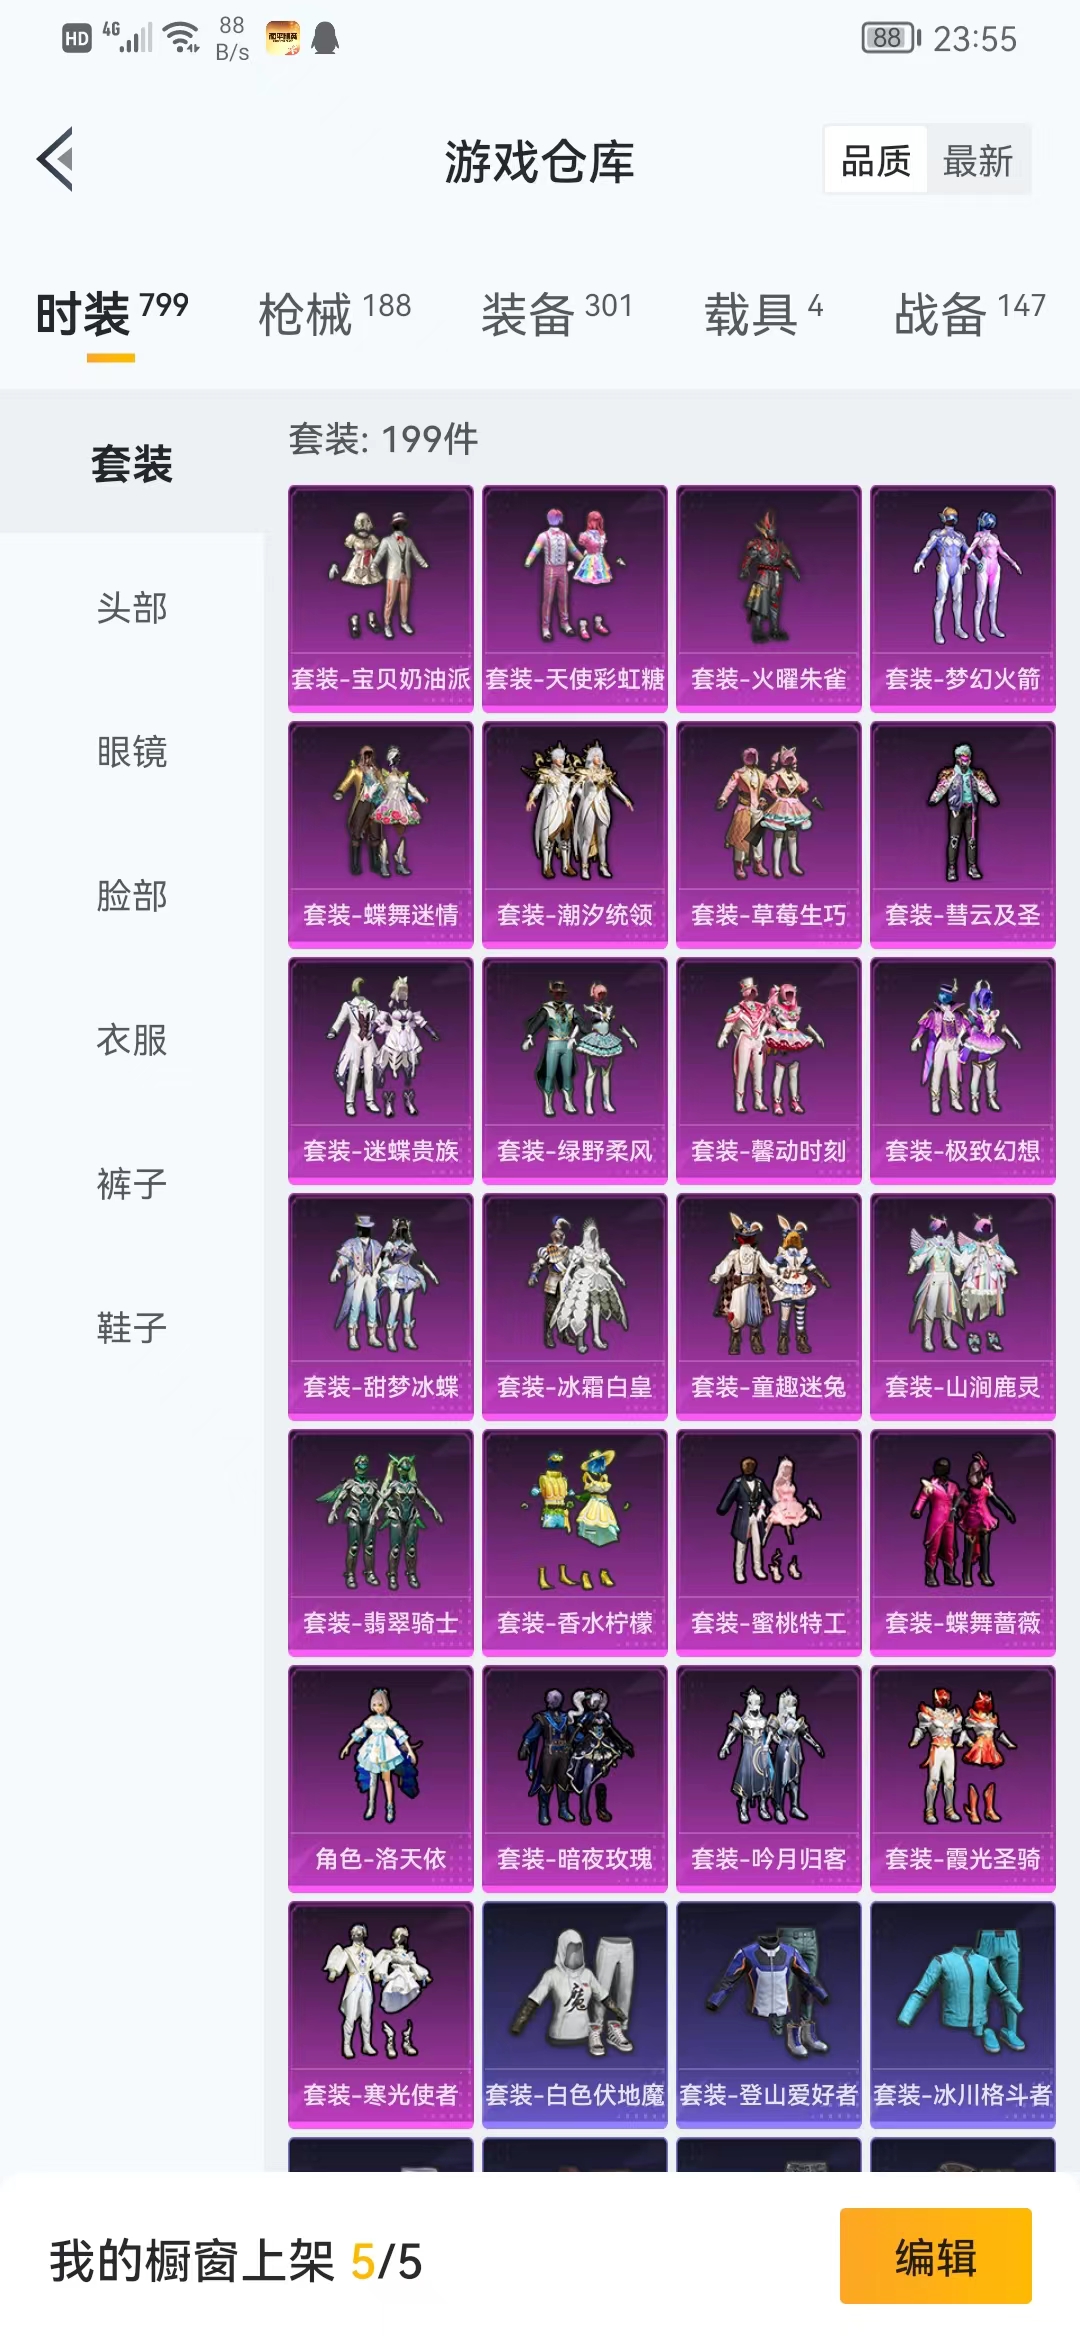 HD 4G 88 B/s 和平精英 88 23:55
游戏仓库 品质 最新
时装 799 枪械 188 装备 301 载具 4 战备 147
套装
头部
眼镜
脸部
衣服
裤子
鞋子
套装: 199件
套装-宝贝奶油派 套装-天使彩虹糖 套装-火曜朱雀 套装-梦幻火箭
套装-蝶舞迷情 套装-潮汐统领 套装-草莓生巧 套装-彗云及圣
套装-迷蝶贵族 套装-绿野柔风 套装-馨动时刻 套装-极致幻想
套装-甜梦冰蝶 套装-冰霜白皇 套装-童趣迷兔 套装-山涧鹿灵
套装-翡翠骑士 套装-香水柠檬 套装-蜜桃特工 套装-蝶舞蔷薇
角色-洛天依 套装-暗夜玫瑰 套装-吟月归客 套装-霞光圣骑
魔
套装-寒光使者 套装-白色伏地魔 套装-登山爱好者 套装-冰川格斗者
我的橱窗上架 5/5 编辑